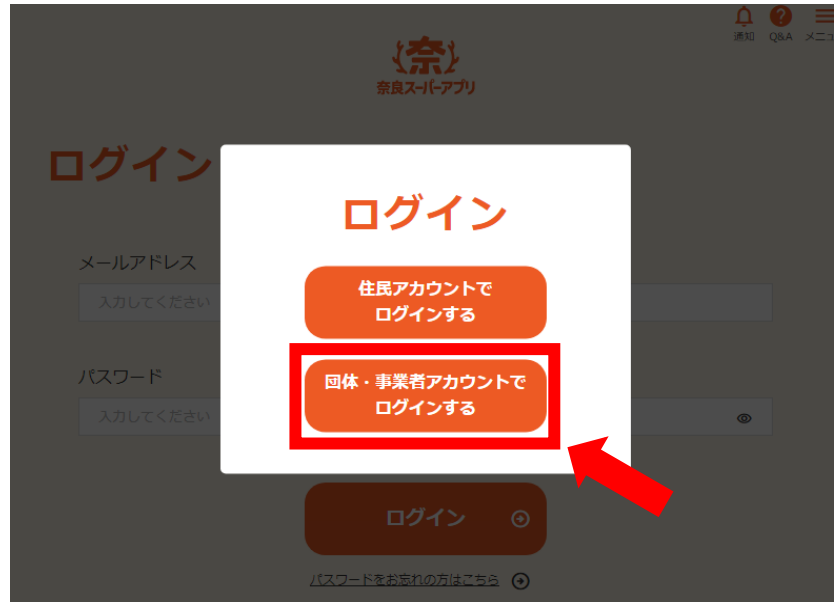 通知 Q&A メニュー
奈
奈良スーパーアプリ
ログイン
ログイン
メールアドレス
入力してください
住民アカウントで
ログインする
パスワード
入力してください
団体・事業者アカウントで
ログインする
ログイン
パスワードをお忘れの方はこちら